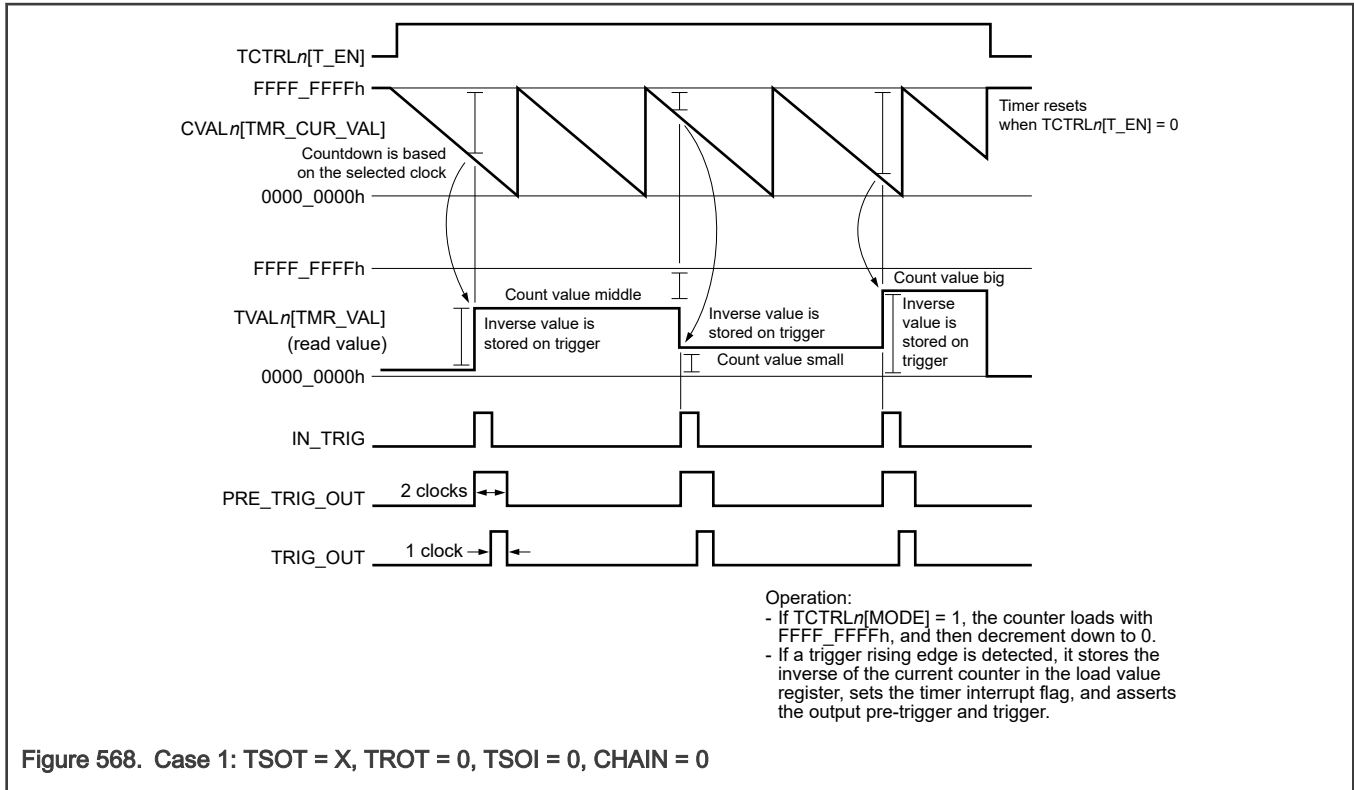 TCTRLn[T_EN]
FFFF_FFFFh
CVALn[TMR_CUR_VAL]
Countdown is based
on the selected clock
0000_0000h
Timer resets
when TCTRLn[T_EN] = 0
FFFF_FFFFh
Count value big
Count value middle
TVALn[TMR_VAL]
(read value)
Inverse value is
stored on trigger
Inverse value is
stored on trigger
Inverse
value is
stored on
trigger
Count value small
0000_0000h
IN_TRIG
PRE_TRIG_OUT
2 clocks
TRIG_OUT
1 clock
Operation:
- If TCTRLn[MODE] = 1, the counter loads with
FFFF_FFFFh, and then decrement down to 0.
- If a trigger rising edge is detected, it stores the
inverse of the current counter in the load value
register, sets the timer interrupt flag, and asserts
the output pre-trigger and trigger.
Figure 568. Case 1: TSOT = X, TROT = 0, TSOI = 0, CHAIN = 0